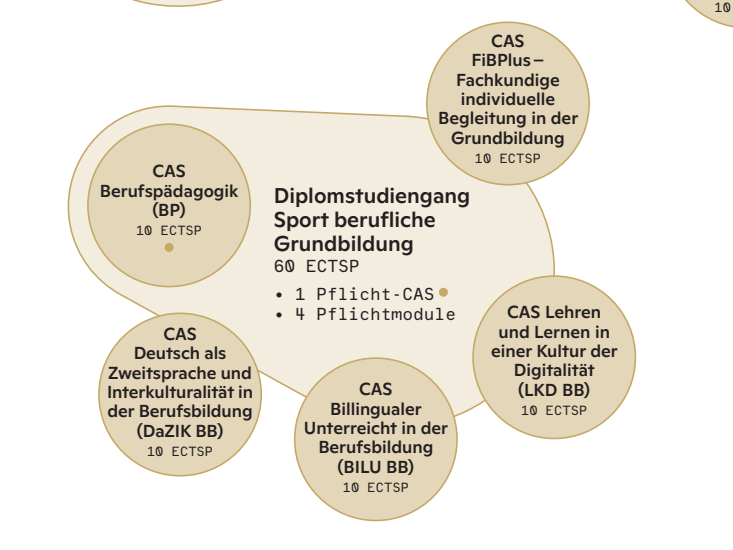 10
CAS
FiBPlus –
Fachkundige
individuelle
Begleitung in der
Grundbildung
10 ECTSP
CAS
Berufspädagogik
(BP)
10 ECTSP
Diplomstudiengang
Sport berufliche
Grundbildung
60 ECTSP
• 1 Pflicht-CAS
• 4 Pflichtmodule
CAS Lehren
und Lernen in
einer Kultur der
Digitalität
(LKD BB)
10 ECTSP
CAS
Deutsch als
Zweitsprache und
Interkulturalität in
der Berufsbildung
(DaZIK BB)
10 ECTSP
CAS
Billingualer
Unterreicht in der
Berufsbildung
(BILU BB)
10 ECTSP